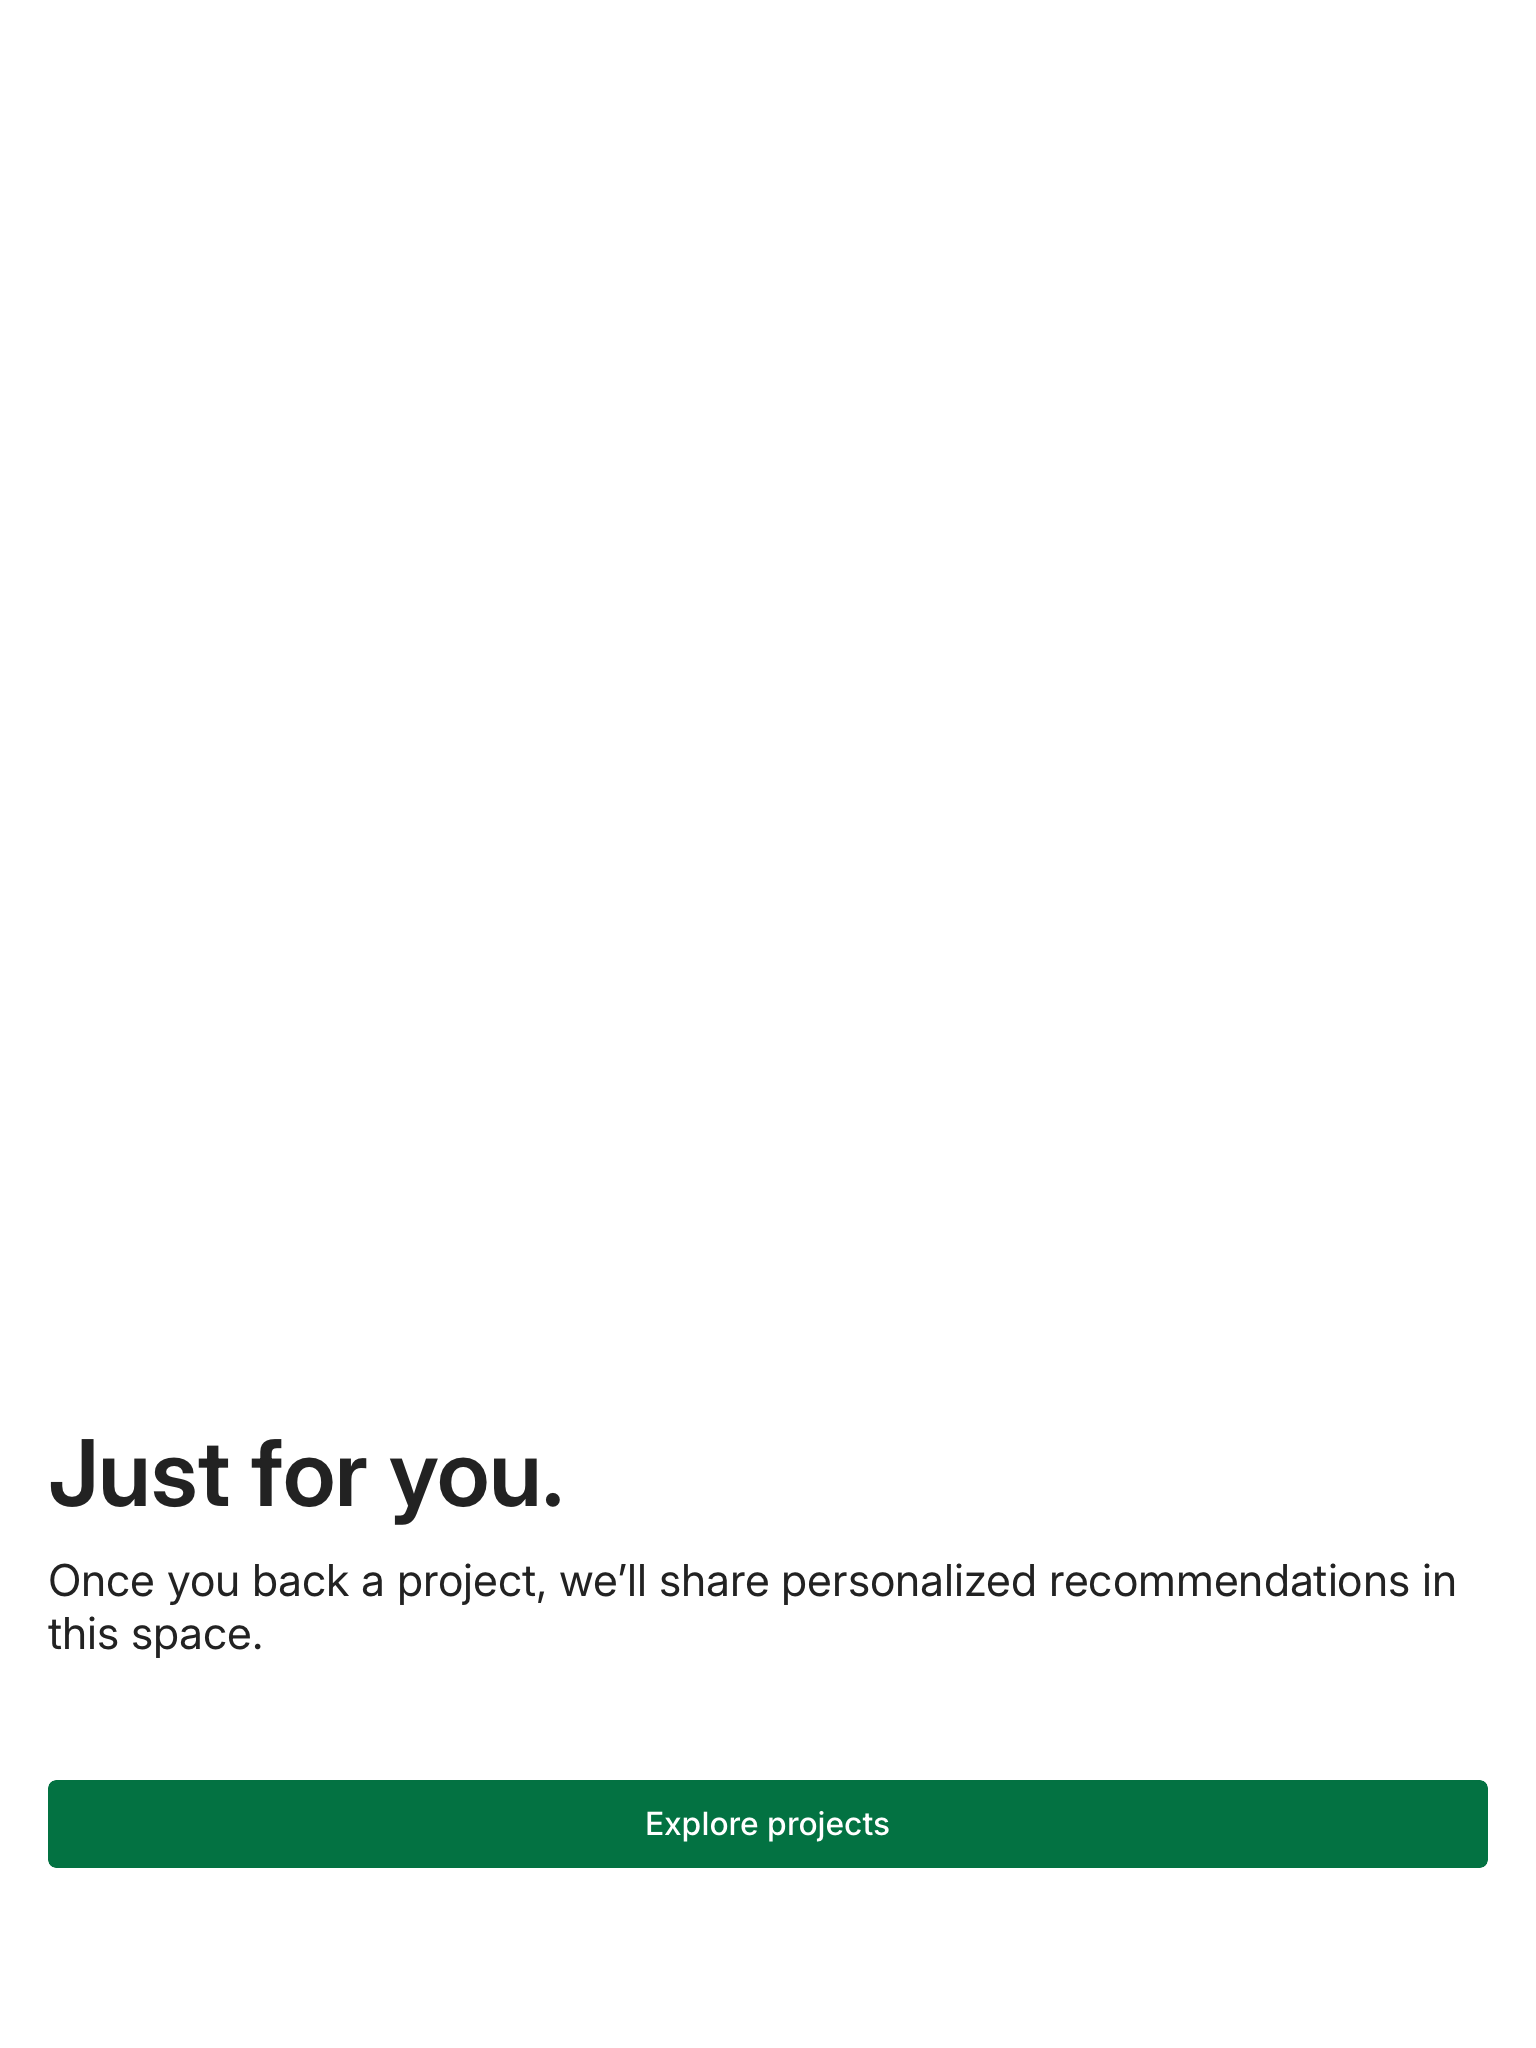 Just for you.
Once you back a project, we’ll share personalized recommendations in
this space.
Explore projects